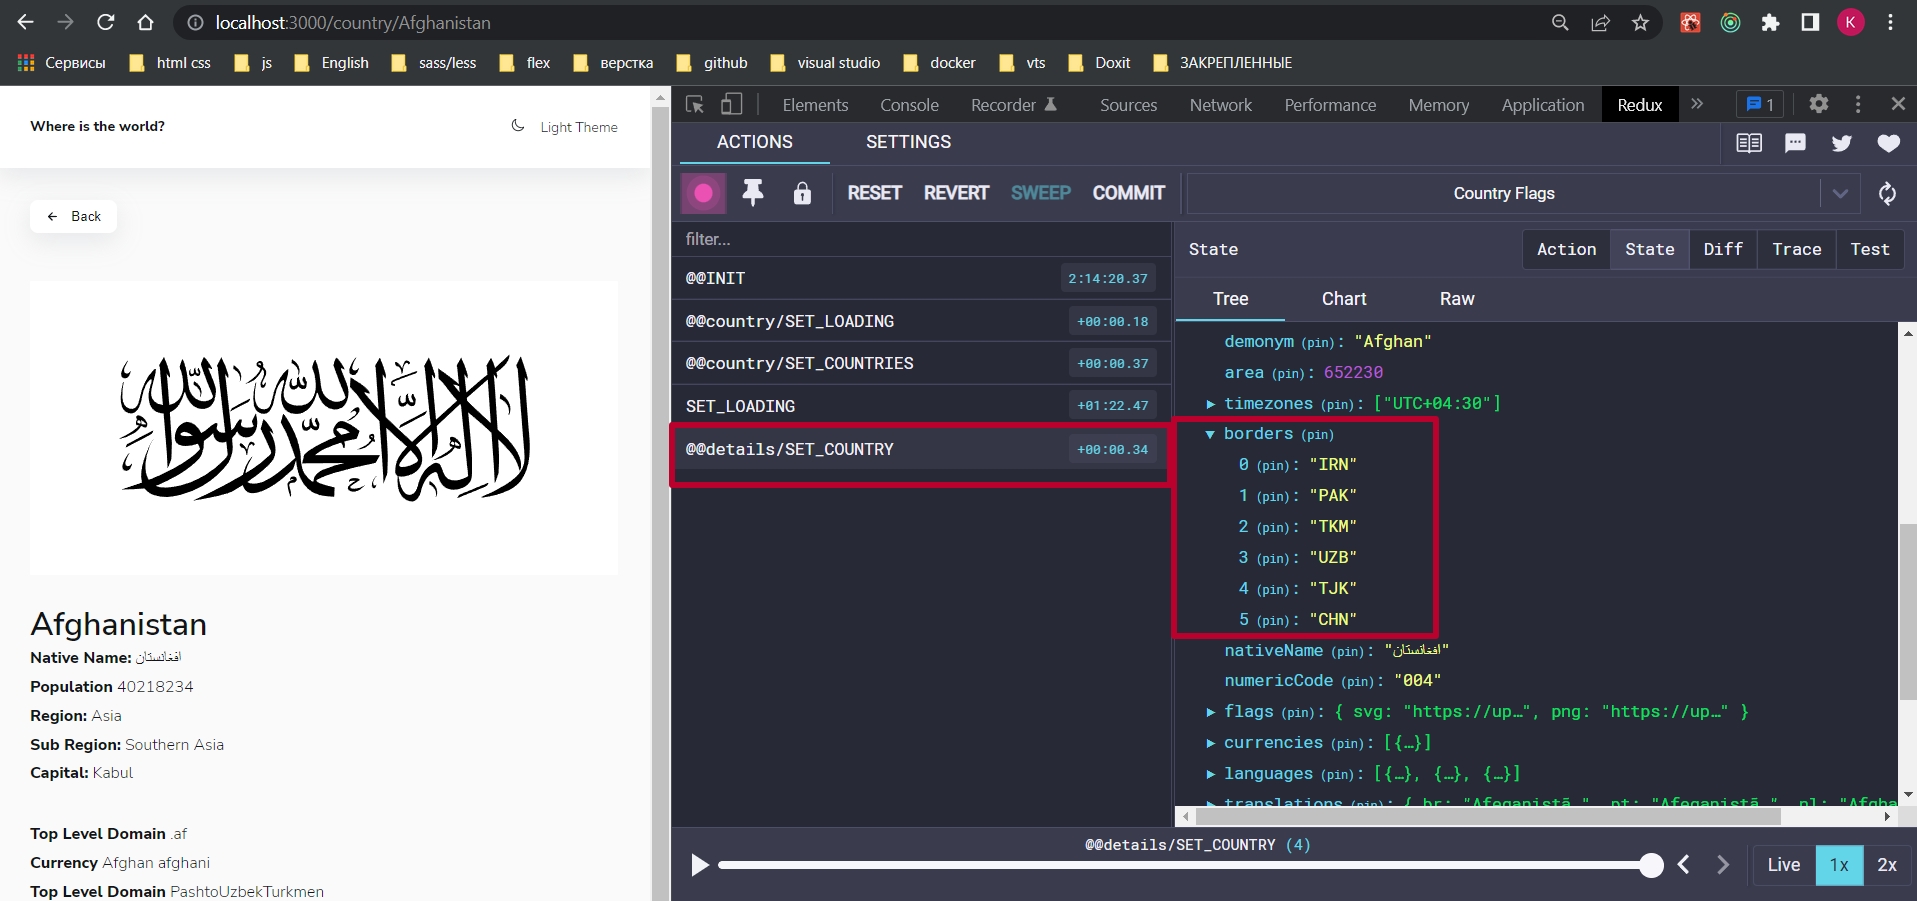 localhost:3000/country/Afghanistan
K
Сервисы html css js English sass/less flex верстка github visual studio docker vts Doxit ЗАКРЕПЛЕННЫЕ
Where is the world?
Light Theme
Back
لا إله إلا الله محمد رسول الله
Afghanistan
Native Name: افغانستان
Population 40218234
Region: Asia
Sub Region: Southern Asia
Capital: Kabul
Top Level Domain .af
Currency Afghan afghani
Top Level Domain PashtoUzbekTurkmen
Elements Console Recorder Sources Network Performance Memory Application Redux » 1
ACTIONS SETTINGS
RESET REVERT SWEEP COMMIT
Country Flags
filter...
@@INIT 2:14:20.37
@@country/SET_LOADING +00:00.18
@@country/SET_COUNTRIES +00:00.37
SET_LOADING +01:22.47
@@details/SET_COUNTRY +00:00.34
State
Action State Diff Trace Test
Tree Chart Raw
demonym (pin): "Afghan"
area (pin): 652230
timezones (pin): ["UTC+04:30"]
borders (pin)
0 (pin): "IRN"
1 (pin): "PAK"
2 (pin): "TKM"
3 (pin): "UZB"
4 (pin): "TJK"
5 (pin): "CHN"
nativeName (pin): "افغانستان"
numericCode (pin): "004"
flags (pin): { svg: "https://up…", png: "https://up…" }
currencies (pin): [{…}]
languages (pin): [{…}, {…}, {…}]
translations (pin): { br: "Afeganistã…", pt: "Afeganistã…", nl: "Afgha
@@details/SET_COUNTRY (4)
Live 1x 2x